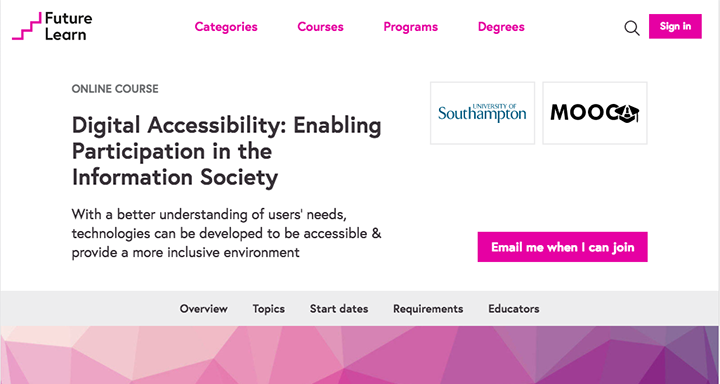 Future
Learn
Categories Courses Programs Degrees
Sign in
ONLINE COURSE
Digital Accessibility: Enabling
Participation in the
Information Society
With a better understanding of users' needs,
technologies can be developed to be accessible &
provide a more inclusive environment
UNIVERSITY OF
Southampton
MOOCA
Email me when I can join
Overview Topics Start dates Requirements Educators